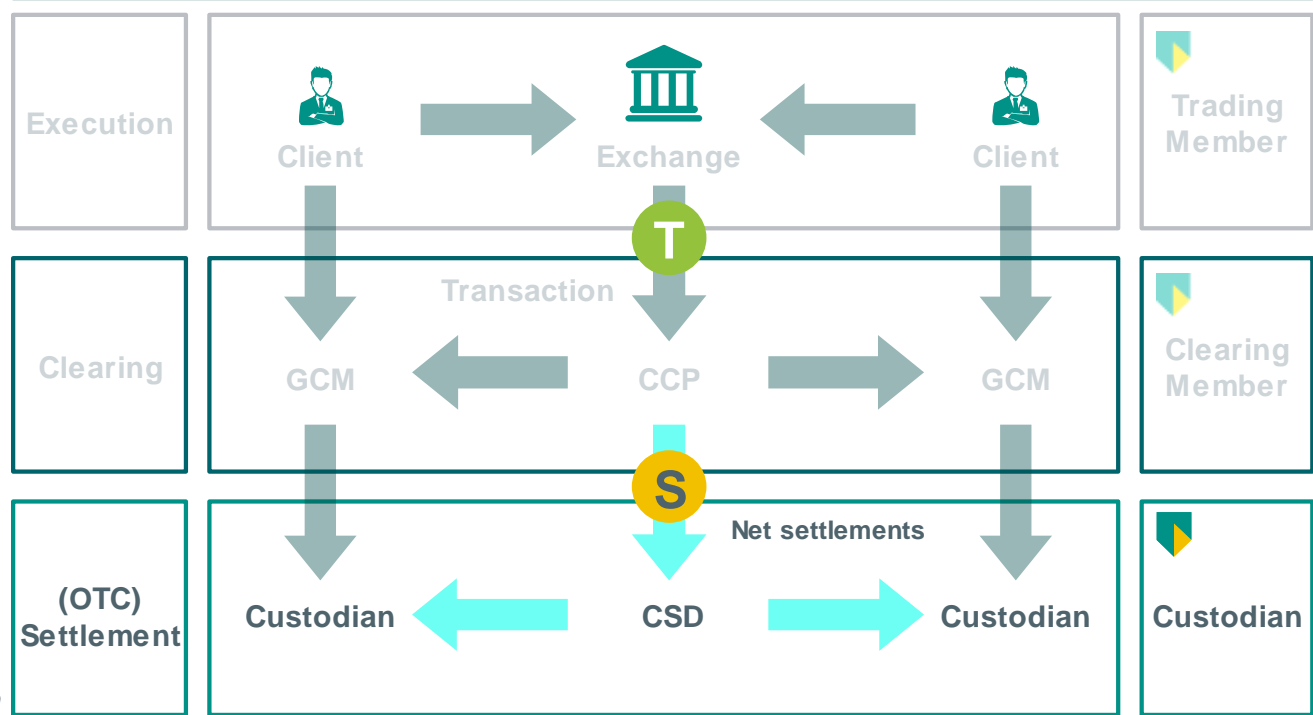 Execution
Client
Exchange
Client
Trading
Member
T
Clearing
Transaction
GCM
CCP
GCM
Clearing
Member
S
Net settlements
(OTC)
Settlement
Custodian
CSD
Custodian
Custodian